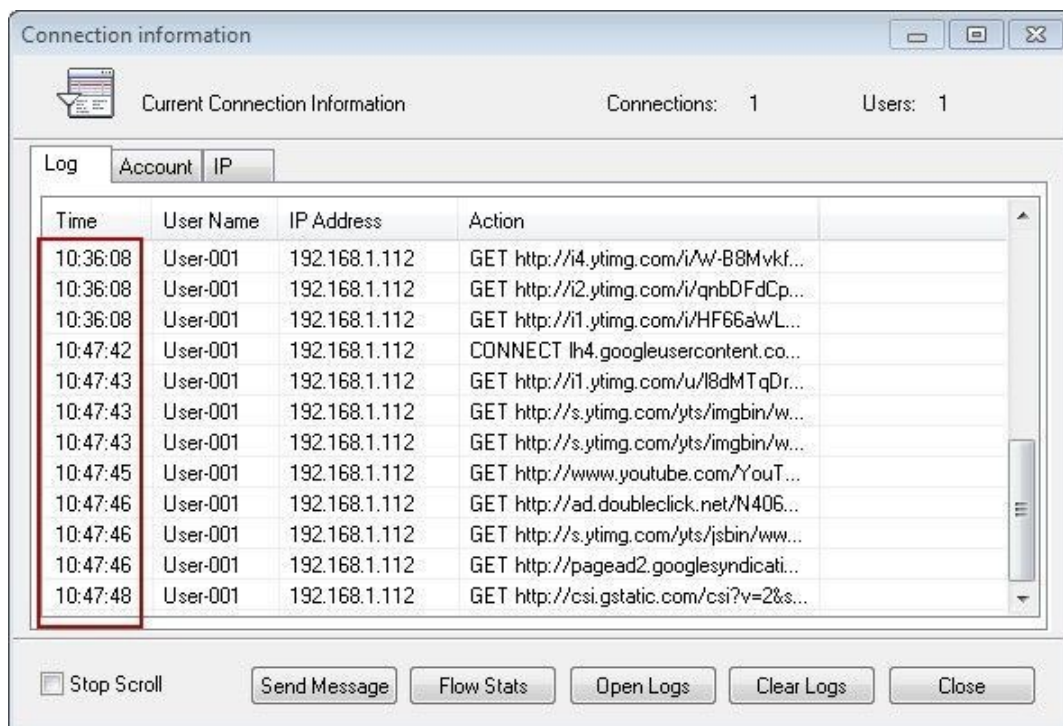 Connection information
Current Connection Information Connections: 1 Users: 1
Log Account IP
Time User Name IP Address Action
10:36:08 User-001 192.168.1.112 GET http://i4.ytimg.com/i/W-B8Mvkf...
10:36:08 User-001 192.168.1.112 GET http://i2.ytimg.com/i/qnbDFdCp...
10:36:08 User-001 192.168.1.112 GET http://i1.ytimg.com/i/HF66aWL...
10:47:42 User-001 192.168.1.112 CONNECT lh4.googleusercontent.co...
10:47:43 User-001 192.168.1.112 GET http://i1.ytimg.com/u/l8dMTqDr...
10:47:43 User-001 192.168.1.112 GET http://s.ytimg.com/yts/imgbin/w...
10:47:43 User-001 192.168.1.112 GET http://s.ytimg.com/yts/imgbin/w...
10:47:45 User-001 192.168.1.112 GET http://www.youtube.com/YouT...
10:47:46 User-001 192.168.1.112 GET http://ad.doubleclick.net/N406...
10:47:46 User-001 192.168.1.112 GET http://s.ytimg.com/yts/jsbin/ww...
10:47:46 User-001 192.168.1.112 GET http://pagead2.googlesyndicati...
10:47:48 User-001 192.168.1.112 GET http://csi.gstatic.com/csi?v=2&s...
Stop Scroll Send Message Flow Stats Open Logs Clear Logs Close